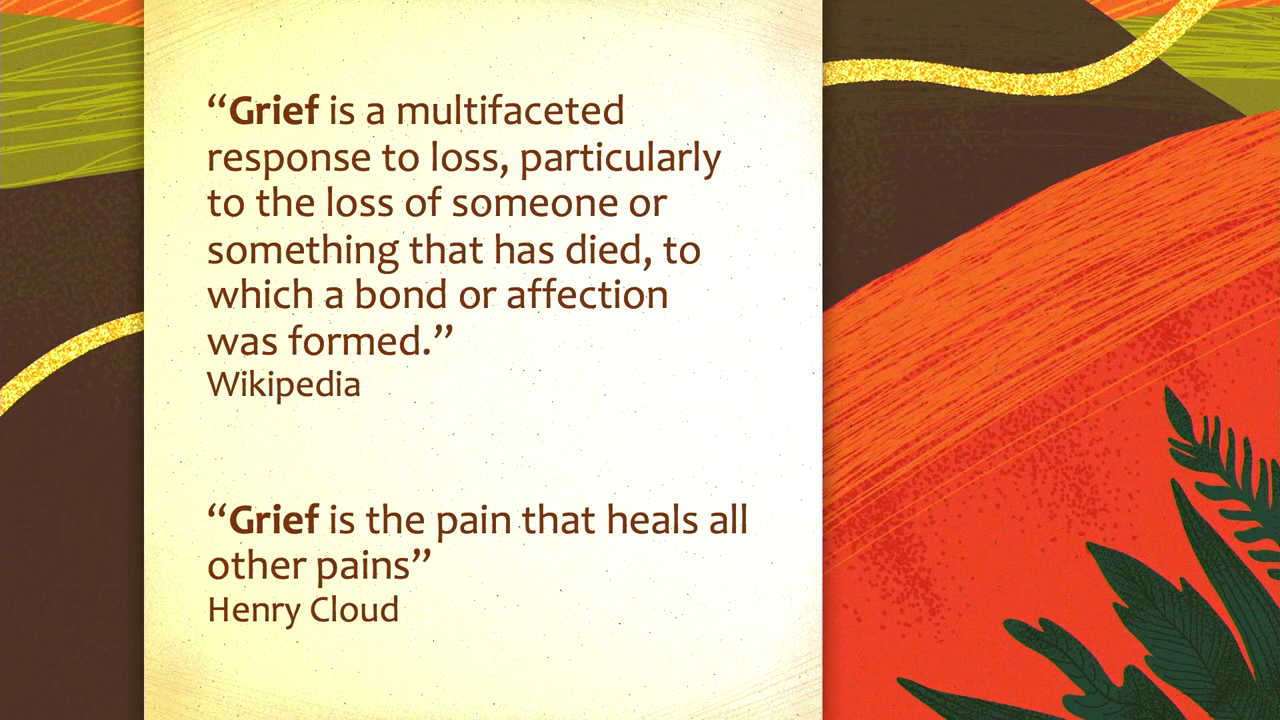 “Grief is a multifaceted
response to loss, particularly
to the loss of someone or
something that has died, to
which a bond or affection
was formed.”
Wikipedia
“Grief is the pain that heals all
other pains”
Henry Cloud